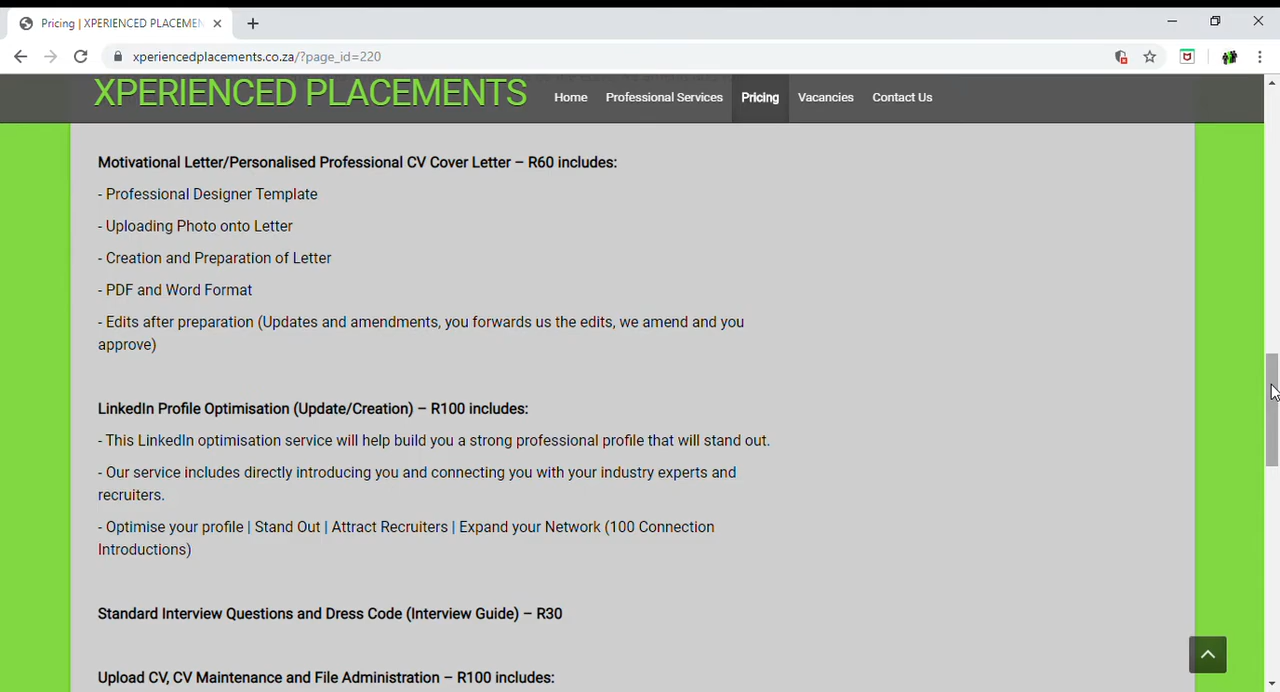 Pricing | XPERIENCED PLACEMEN
xperiencedplacements.co.za/?page_id=220
XPERIENCED PLACEMENTS
Home Professional Services Pricing Vacancies Contact Us
Motivational Letter/Personalised Professional CV Cover Letter – R60 includes:
- Professional Designer Template
- Uploading Photo onto Letter
- Creation and Preparation of Letter
- PDF and Word Format
- Edits after preparation (Updates and amendments, you forwards us the edits, we amend and you
approve)
LinkedIn Profile Optimisation (Update/Creation) – R100 includes:
- This LinkedIn optimisation service will help build you a strong professional profile that will stand out.
- Our service includes directly introducing you and connecting you with your industry experts and
recruiters.
- Optimise your profile | Stand Out | Attract Recruiters | Expand your Network (100 Connection
Introductions)
Standard Interview Questions and Dress Code (Interview Guide) – R30
Upload CV, CV Maintenance and File Administration – R100 includes: